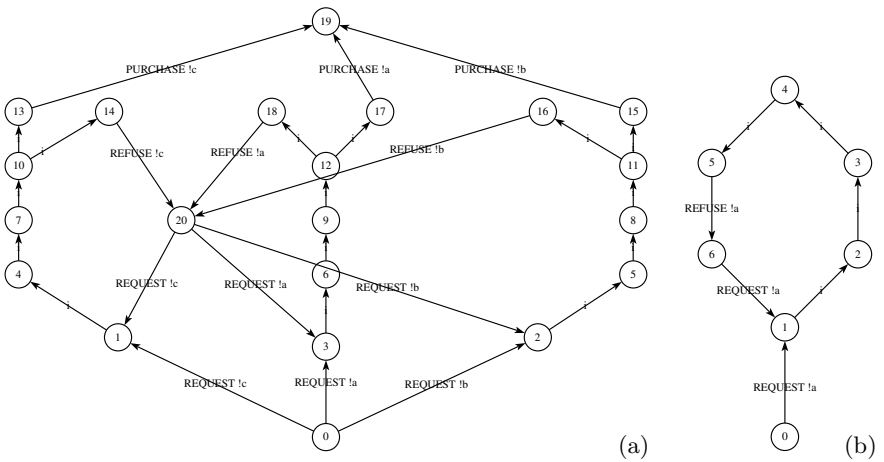 19
4
PURCHASE !c PURCHASE !a PURCHASE !b
i i
13 14 18 17 16 15
i i i i i i
REFUSE !c REFUSE !a REFUSE !b
10 12 11 5 3
i i i
REFUSE !a i
7 20 9 8
i i i
6 2
4 6 5
REQUEST !c REQUEST !a REQUEST !b REQUEST !a i
i i i
1 3 2 1
REQUEST !c REQUEST !a REQUEST !b REQUEST !a
0 (a) 0 (b)